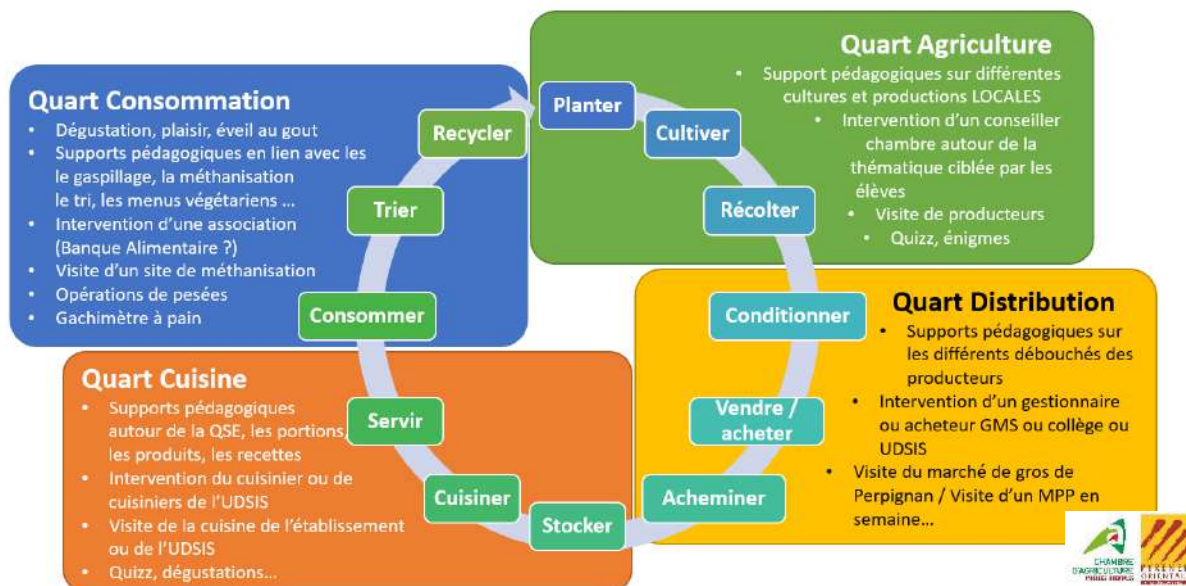 Quart Agriculture
• Support pédagogiques sur différentes
cultures et productions LOCALES
• Intervention d'un conseiller
chambre autour de la
thématique ciblée par les
élèves
• Visite de producteurs
• Quizz, énigmes
Quart Distribution
• Supports pédagogiques sur
les différents débouchés des
producteurs
• Intervention d'un gestionnaire
ou acheteur GMS ou collège ou
UDSIS
• Visite du marché de gros de
Perpignan / Visite d'un MPP en
semaine...
Quart Cuisine
• Supports pédagogiques
autour de la QSE, les portions,
les produits, les recettes
• Intervention du cuisinier ou de
cuisiniers de l'UDSIS
• Visite de la cuisine de l'établissement
ou de l'UDSIS
• Quizz, dégustations...
Quart Consommation
• Dégustation, plaisir, éveil au gout
• Supports pédagogiques en lien avec les
le gaspillage, la méthanisation
le tri, les menus végétariens ...
• Intervention d'une association
(Banque Alimentaire ?)
• Visite d'un site de méthanisation
• Opérations de pesées
• Gachimètre à pain
Planter
Cultiver
Récolter
Conditionner
Vendre /
acheter
Acheminer
Stocker
Cuisiner
Servir
Consommer
Trier
Recycler
CHAMBRE
D'AGRICULTURE